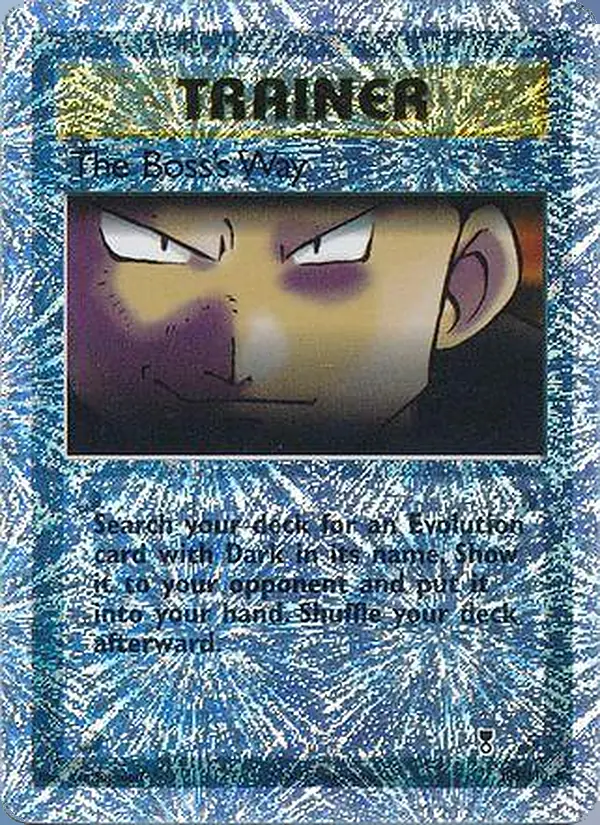 TRAINER
The Boss's Way
Search your deck for an Evolution
card with Dark in its name. Show
it to your opponent and put it
into your hand. Shuffle your deck
afterward.